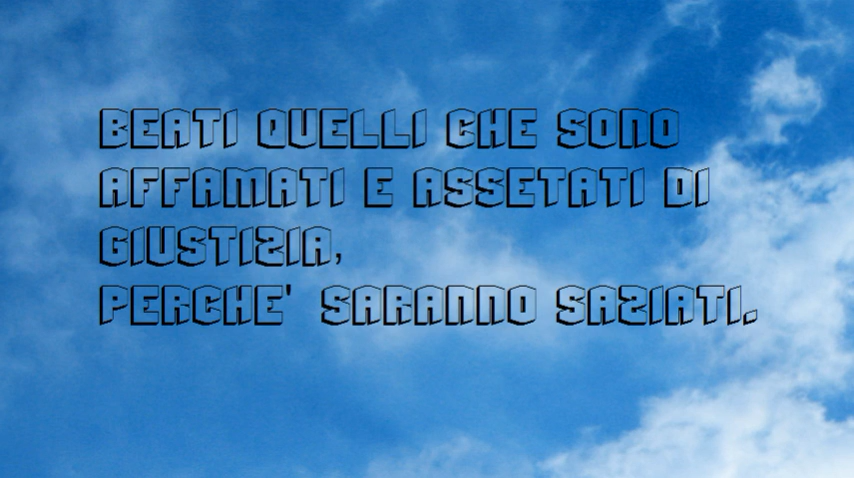 BEATI QUELLI CHE SONO
AFFAMATI E ASSETATI DI
GIUSTIZIA,
PERCHE' SARANNO SAZIATI.